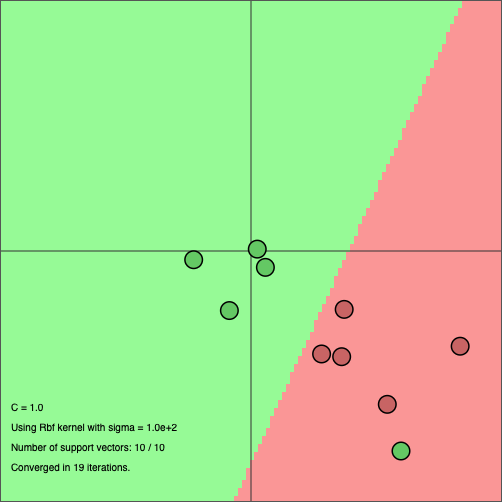 C = 1.0
Using Rbf kernel with sigma = 1.0e+2
Number of support vectors: 10 / 10
Converged in 19 iterations.